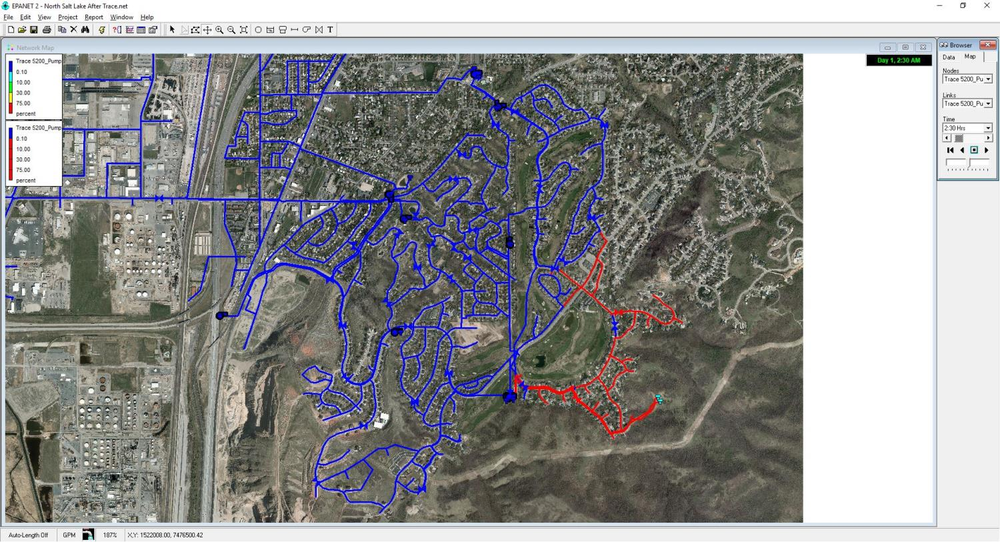 EPANET 2 - North Salt Lake After Trace.net
File Edit View Project Report Window Help
T
Network Map
Trace 5200_Pump
0.10
10.00
30.00
75.00
percent
Trace 5200_Pump
0.10
10.00
30.00
75.00
percent
Day 1, 2:30 AM
Browser
Data Map
Nodes
Trace 5200_Pu
Links
Trace 5200_Pu
Time
2:30 Hrs
Auto-Length Off GPM 187% X,Y: 1522008.00, 7476500.42